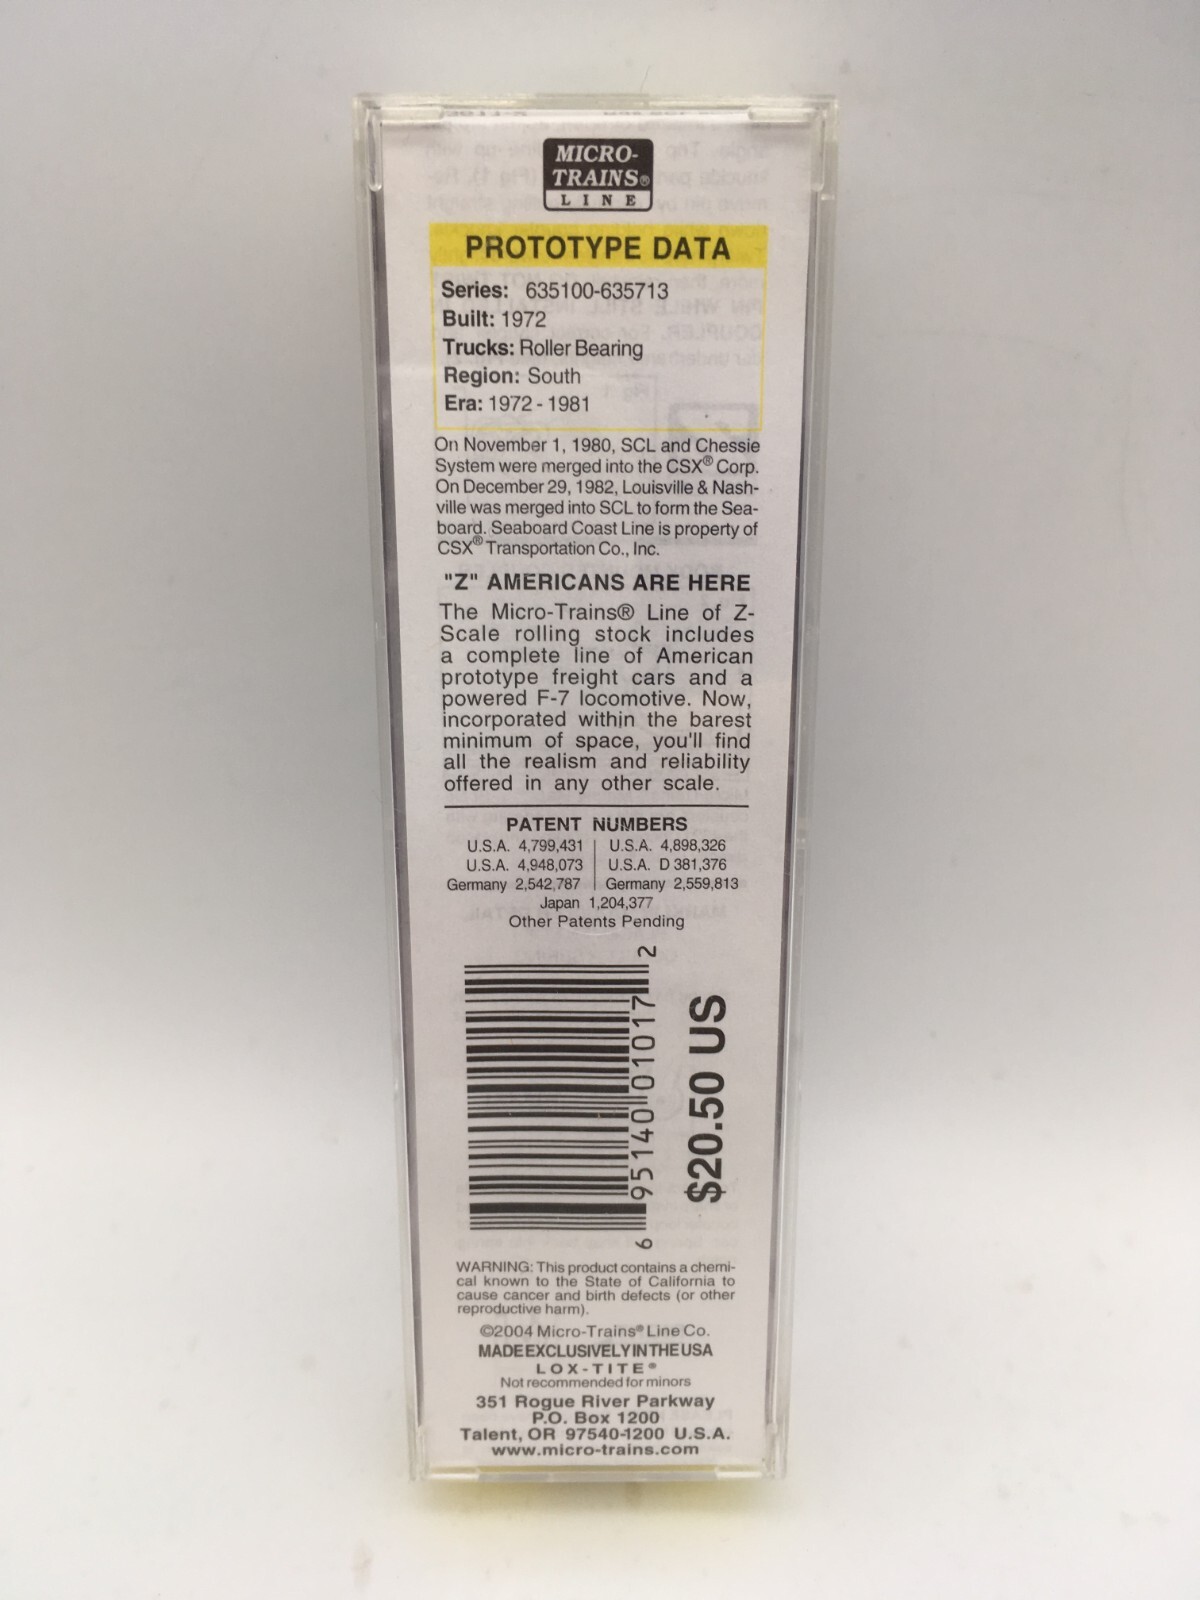 MICRO-
TRAINS®
LINE
PROTOTYPE DATA
Series: 635100-635713
Built: 1972
Trucks: Roller Bearing
Region: South
Era: 1972 - 1981
On November 1, 1980, SCL and Chessie
System were merged into the CSX® Corp.
On December 29, 1982, Louisville & Nash-
ville was merged into SCL to form the Sea-
board. Seaboard Coast Line is property of
CSX® Transportation Co., Inc.
"Z" AMERICANS ARE HERE
The Micro-Trains® Line of Z-
Scale rolling stock includes
a complete line of American
prototype freight cars and a
powered F-7 locomotive. Now,
incorporated within the barest
minimum of space, you'll find
all the realism and reliability
offered in any other scale.
PATENT NUMBERS
U.S.A. 4,799,431 U.S.A. 4,898,326
U.S.A. 4,948,073 U.S.A. D 381,376
Germany 2,542,787 Germany 2,559,813
Japan 1,204,377
Other Patents Pending
6 95140 01017 2
$20.50 US
WARNING: This product contains a chemi-
cal known to the State of California to
cause cancer and birth defects (or other
reproductive harm).
©2004 Micro-Trains® Line Co.
MADE EXCLUSIVELY IN THE USA
LOX-TITE®
Not recommended for minors
351 Rogue River Parkway
P.O. Box 1200
Talent, OR 97540-1200 U.S.A.
www.micro-trains.com